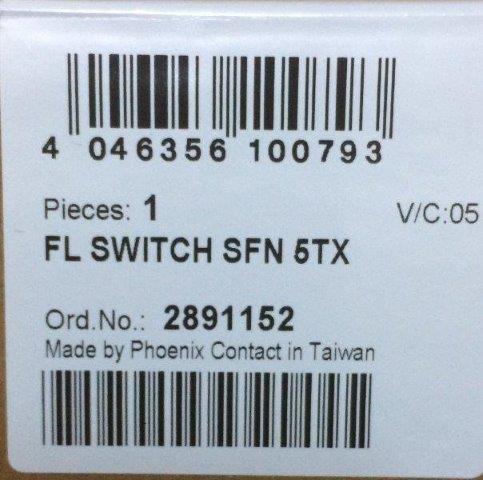 4 046356 100793
Pieces: 1 V/C:05
FL SWITCH SFN 5TX
Ord.No.: 2891152
Made by Phoenix Contact in Taiwan